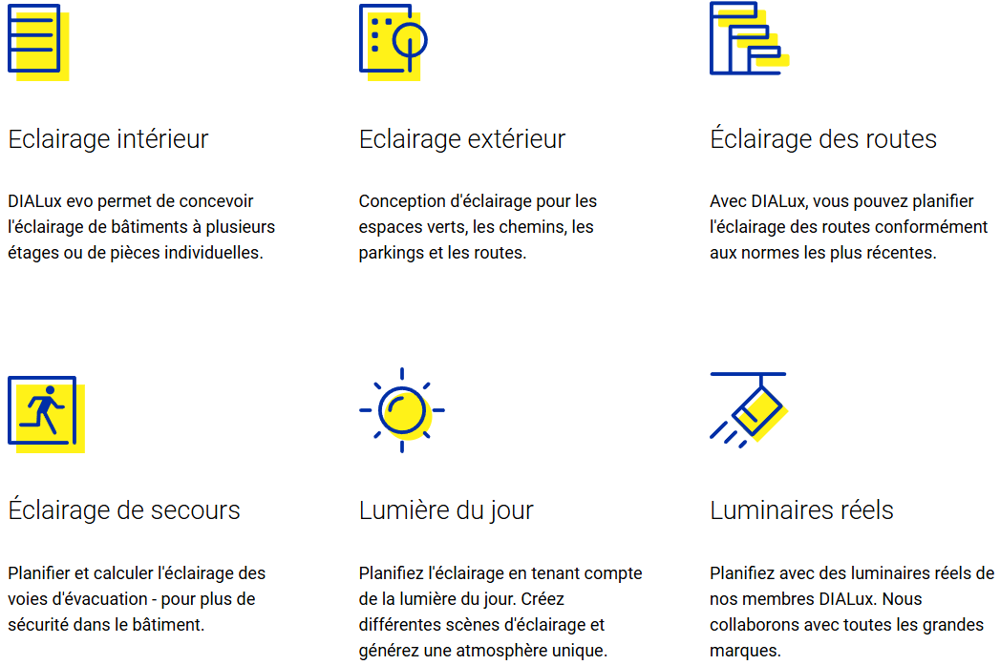 Eclairage intérieur
DIALux evo permet de concevoir
l'éclairage de bâtiments à plusieurs
étages ou de pièces individuelles.
Eclairage extérieur
Conception d'éclairage pour les
espaces verts, les chemins, les
parkings et les routes.
Éclairage des routes
Avec DIALux, vous pouvez planifier
l'éclairage des routes conformément
aux normes les plus récentes.
Éclairage de secours
Planifier et calculer l'éclairage des
voies d'évacuation - pour plus de
sécurité dans le bâtiment.
Lumière du jour
Planifiez l'éclairage en tenant compte
de la lumière du jour. Créez
différentes scènes d'éclairage et
générez une atmosphère unique.
Luminaires réels
Planifiez avec des luminaires réels de
nos membres DIALux. Nous
collaborons avec toutes les grandes
marques.